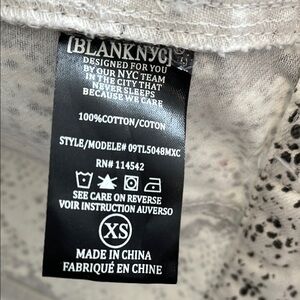 [BLANKNYC]
DESIGNED FOR YOU
BY OUR NYC TEAM
IN THE CITY THAT
NEVER SLEEPS
BECAUSE WE CARE
100%COTTON/COTON
STYLE/MODELE# 09TL5048MXC
RN# 114542
SEE CARE ON REVERSE
VOIR INSTRUCTION AUVERSO
XS
MADE IN CHINA
FABRIQUÉ EN CHINE